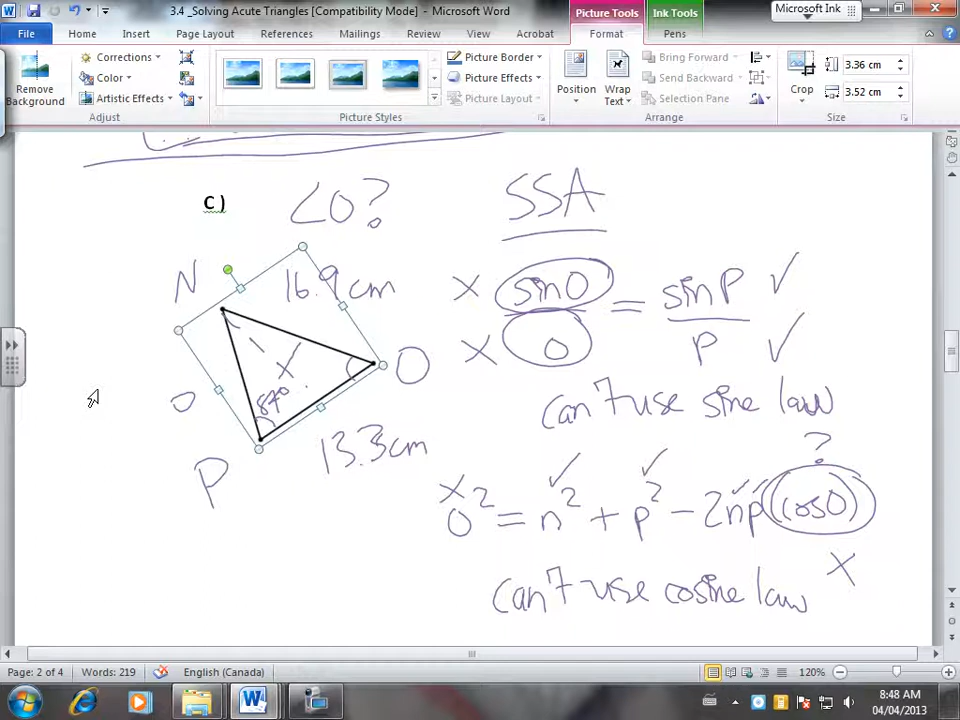 3.4 _Solving Acute Triangles [Compatibility Mode] - Microsoft Word
Picture Tools
Ink Tools
Microsoft Ink
File
Home
Insert
Page Layout
References
Mailings
Review
View
Acrobat
Format
Pens
Remove Background
Corrections
Color
Artistic Effects
Adjust
Picture Styles
Picture Border
Picture Effects
Picture Layout
Position
Wrap Text
Bring Forward
Send Backward
Selection Pane
Arrange
Crop
3.36 cm
3.52 cm
Size
C)
<O?
SSA
N
16.9cm
X
84°
O
o
P
13.3cm
X sinO = sinP ✓
X o p ✓
can't use sine law
?
X ✓ ✓
o² = n² + p² - 2np(cosO)
X
can't use cosine law
Page: 2 of 4
Words: 219
English (Canada)
120%
8:48 AM
04/04/2013